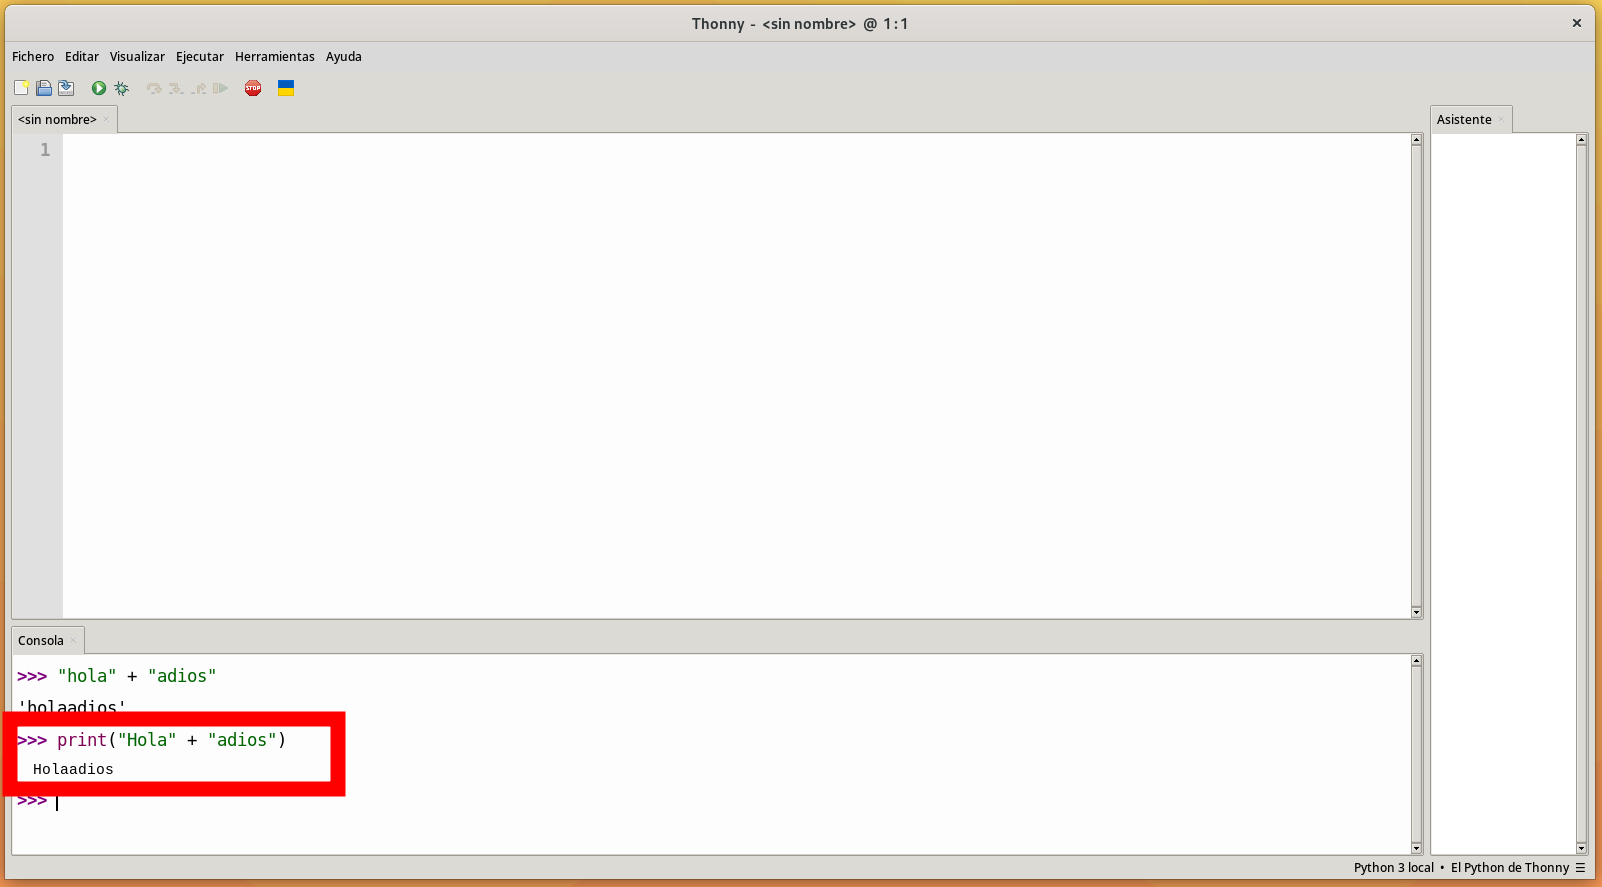 Thonny - <sin nombre> @ 1:1
Fichero Editar Visualizar Ejecutar Herramientas Ayuda
STOP
<sin nombre>
Asistente
1
Consola
>>> "hola" + "adios"
'holaadios'
>>> print("Hola" + "adios")
Holaadios
>>>
Python 3 local • El Python de Thonny ☰